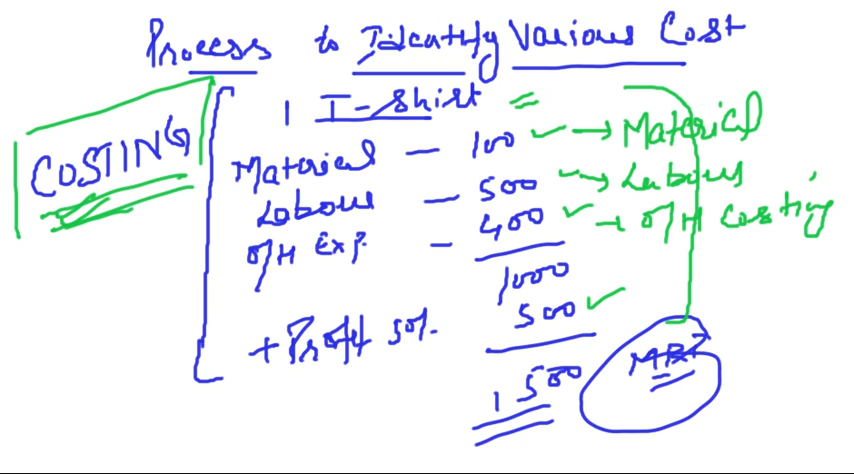 Process to Identify Various Cost
COSTING
1 T-Shirt =
Material - 100 ✓ → Material
Labour - 500 ✓ → Labour
O/H Exp. - 400 ✓ → O/H Costing
1000
+ Profit 50%. 500 ✓
1500
MRP